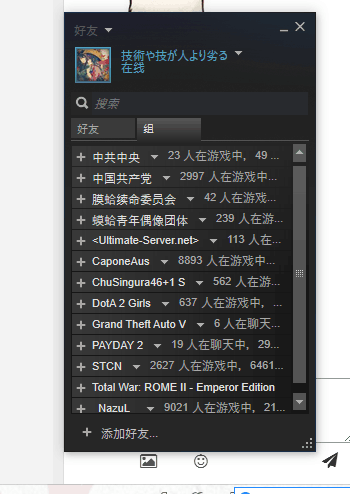 好友
技術や技が人より劣る
在线
搜索
好友 组
中共中央 23 人在游戏中，49 ...
中国共产党 2997 人在游戏中，...
膜蛤续命委员会 42 人在游戏...
蟆蛤青年偶像团体 239 人在游...
<Ultimate-Server.net> 113 人在...
CaponeAus 8893 人在游戏中，...
ChuSingura46+1 S 562 人在游...
DotA 2 Girls 637 人在游戏中，...
Grand Theft Auto V 6 人在聊天...
PAYDAY 2 19 人在聊天中，29...
STCN 2627 人在游戏中，6461...
Total War: ROME II - Emperor Edition
_NazuL 9021 人在游戏中，21...
添加好友...